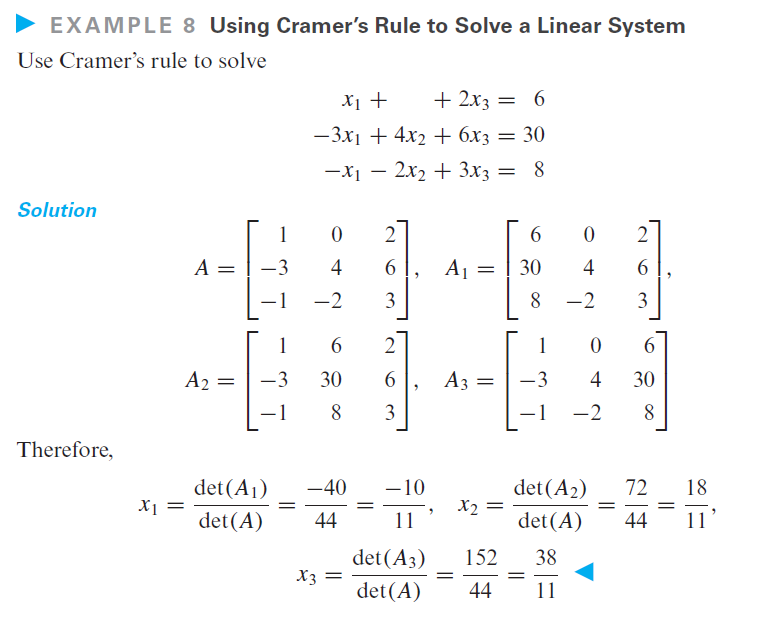 ▶ EXAMPLE 8 Using Cramer's Rule to Solve a Linear System
Use Cramer's rule to solve
x₁ + + 2x₃ = 6
−3x₁ + 4x₂ + 6x₃ = 30
−x₁ − 2x₂ + 3x₃ = 8
Solution
A = [1 0 2; −3 4 6; −1 −2 3], A₁ = [6 0 2; 30 4 6; 8 −2 3],
A₂ = [1 6 2; −3 30 6; −1 8 3], A₃ = [1 0 6; −3 4 30; −1 −2 8]
Therefore,
x₁ = det(A₁)/det(A) = −40/44 = −10/11, x₂ = det(A₂)/det(A) = 72/44 = 18/11,
x₃ = det(A₃)/det(A) = 152/44 = 38/11 ◀